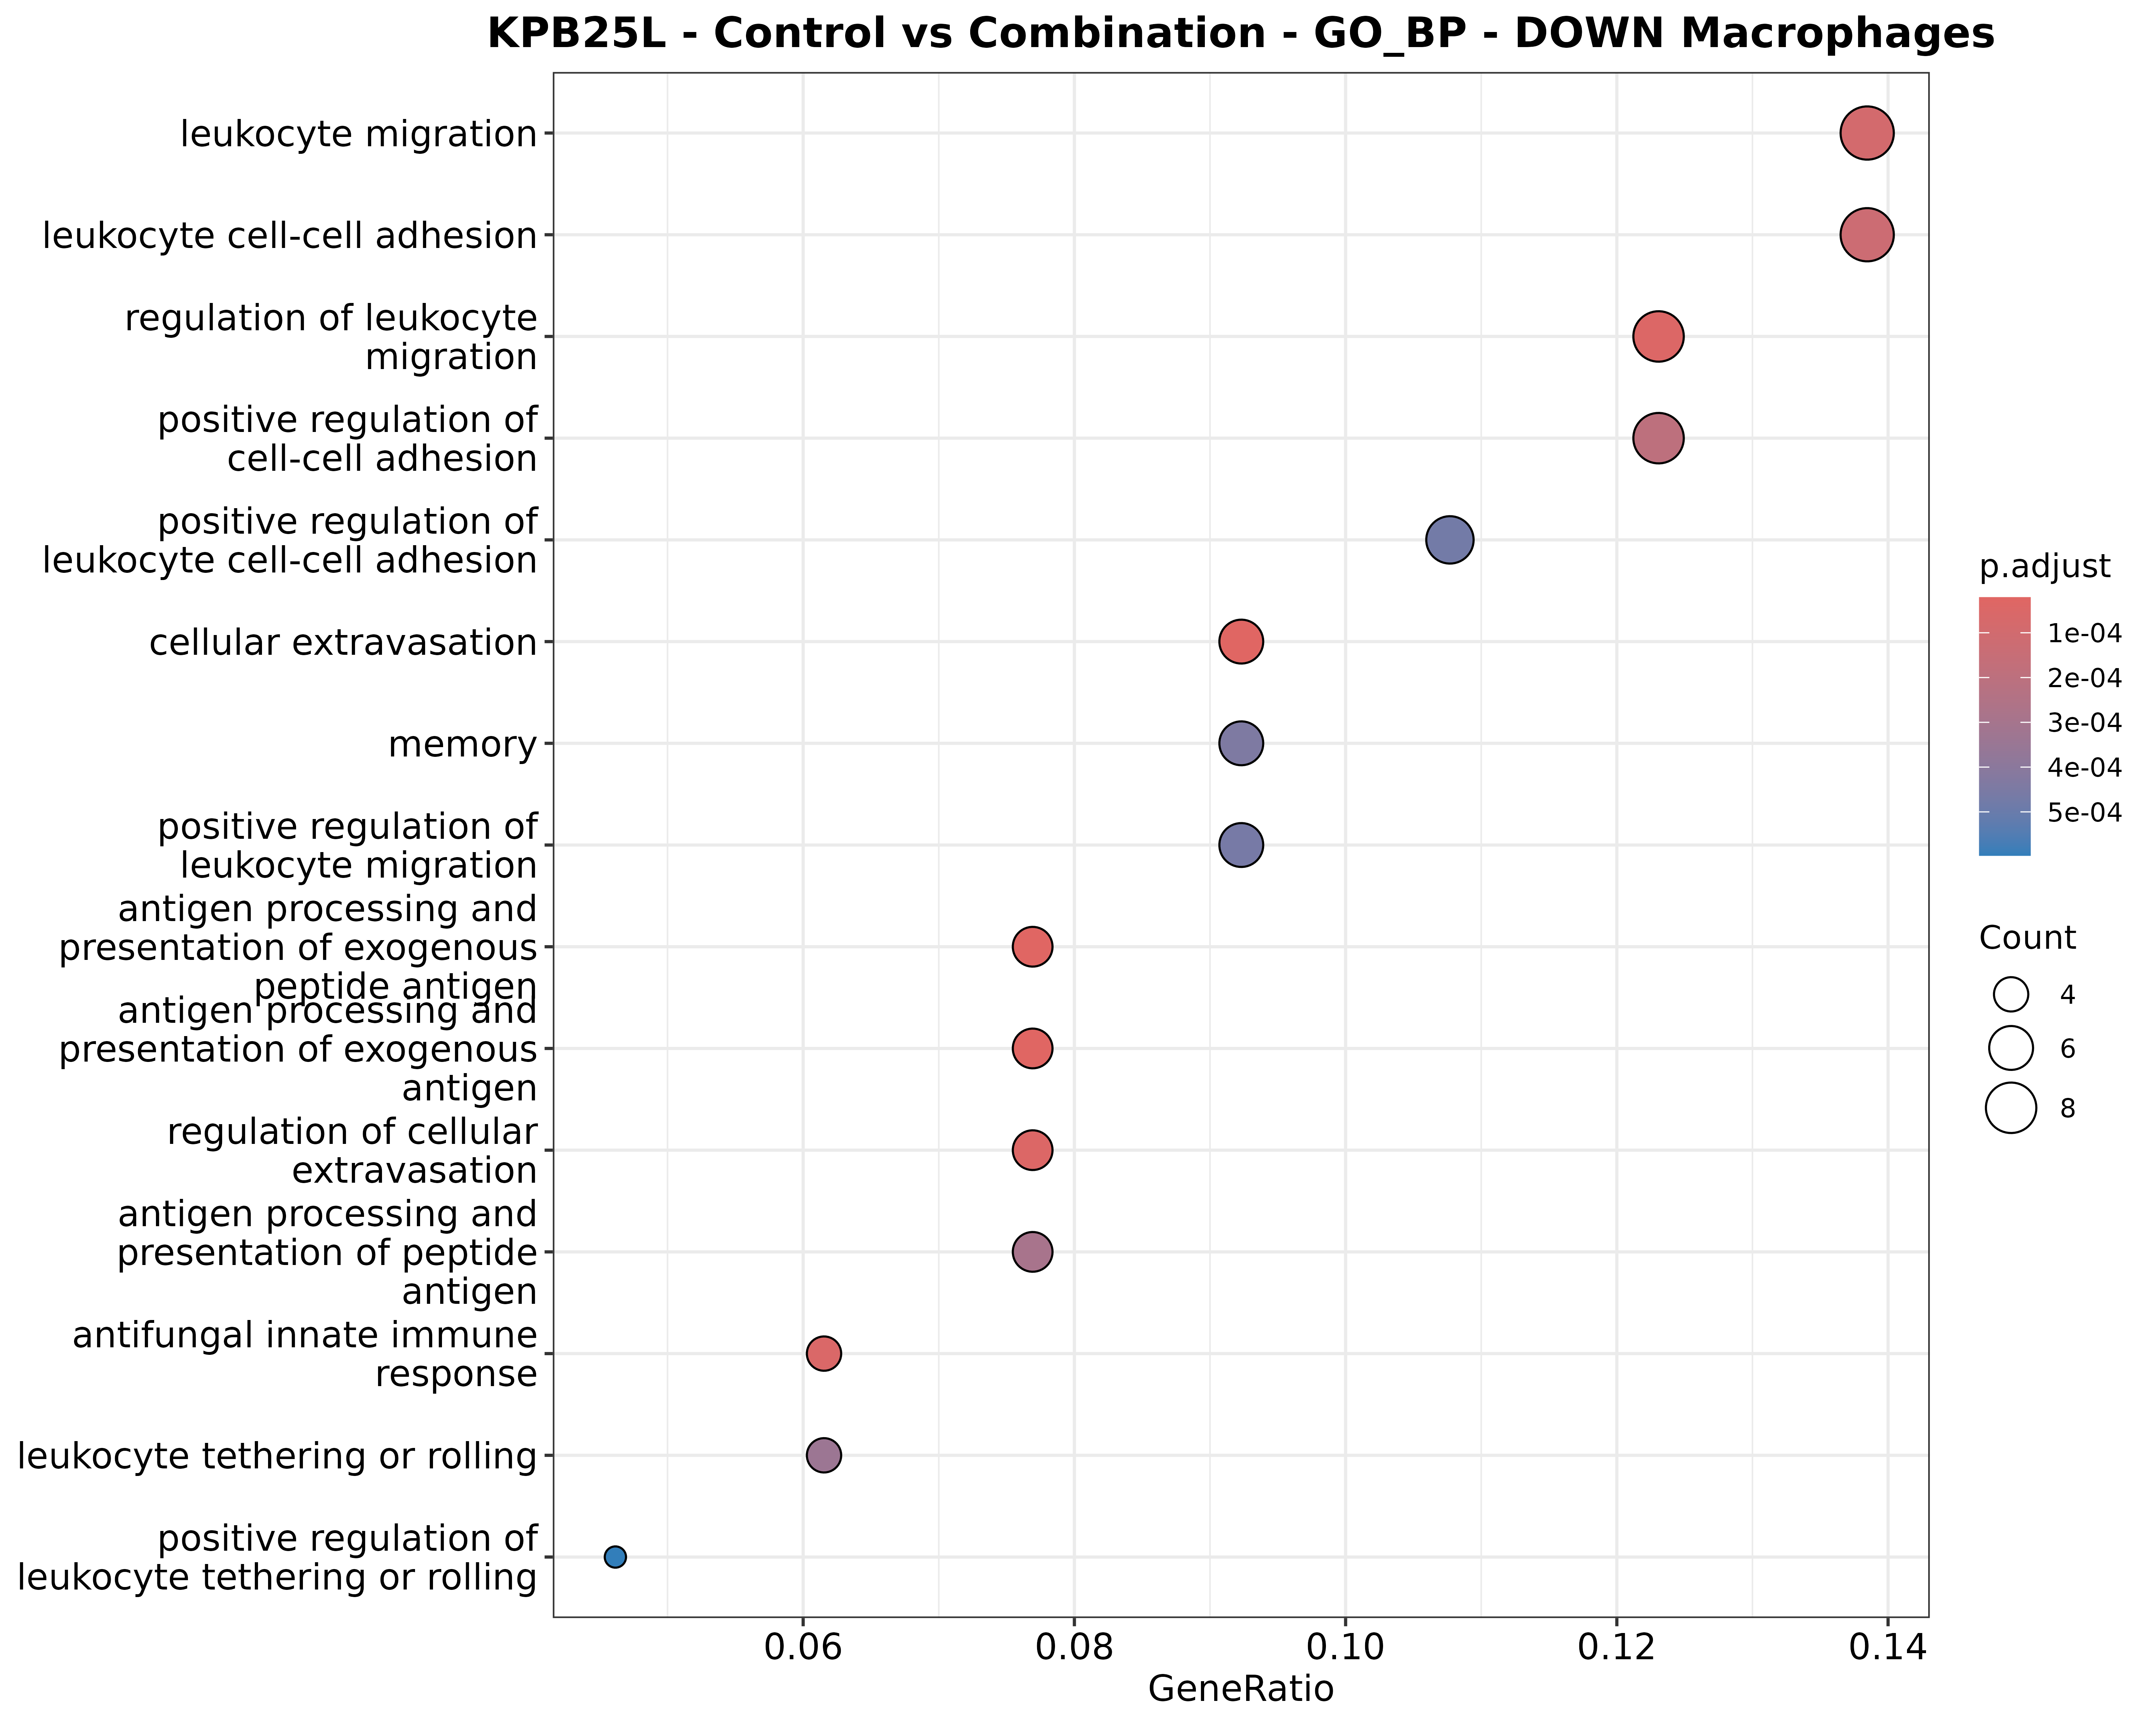 KPB25L - Control vs Combination - GO_BP - DOWN Macrophages
leukocyte migration
leukocyte cell-cell adhesion
regulation of leukocyte
migration
positive regulation of
cell-cell adhesion
positive regulation of
leukocyte cell-cell adhesion
cellular extravasation
memory
positive regulation of
leukocyte migration
antigen processing and
presentation of exogenous
peptide antigen
antigen processing and
presentation of exogenous
antigen
regulation of cellular
extravasation
antigen processing and
presentation of peptide
antigen
antifungal innate immune
response
leukocyte tethering or rolling
positive regulation of
leukocyte tethering or rolling
0.06 0.08 0.10 0.12 0.14
GeneRatio
p.adjust
1e-04
2e-04
3e-04
4e-04
5e-04
Count
4
6
8